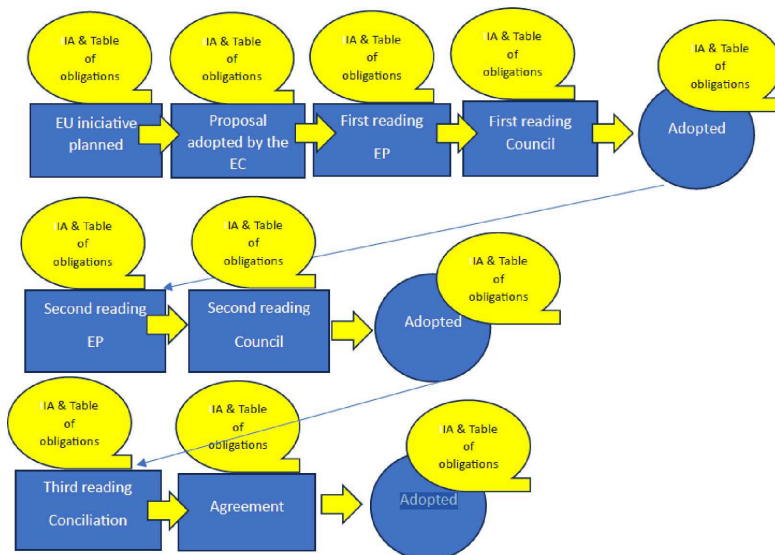 IA & Table
of
obligations
IA & Table
of
obligations
IA & Table
of
obligations
IA & Table
of
obligations
IA & Table
of
obligations
EU iniciative
planned
Proposal
adopted by the
EC
First reading
EP
First reading
Council
Adopted
IA & Table
of
obligations
IA & Table
of
obligations
IA & Table
of
obligations
Second reading
EP
Second reading
Council
Adopted
IA & Table
of
obligations
IA & Table
of
obligations
IA & Table
of
obligations
Third reading
Conciliation
Agreement
Adopted